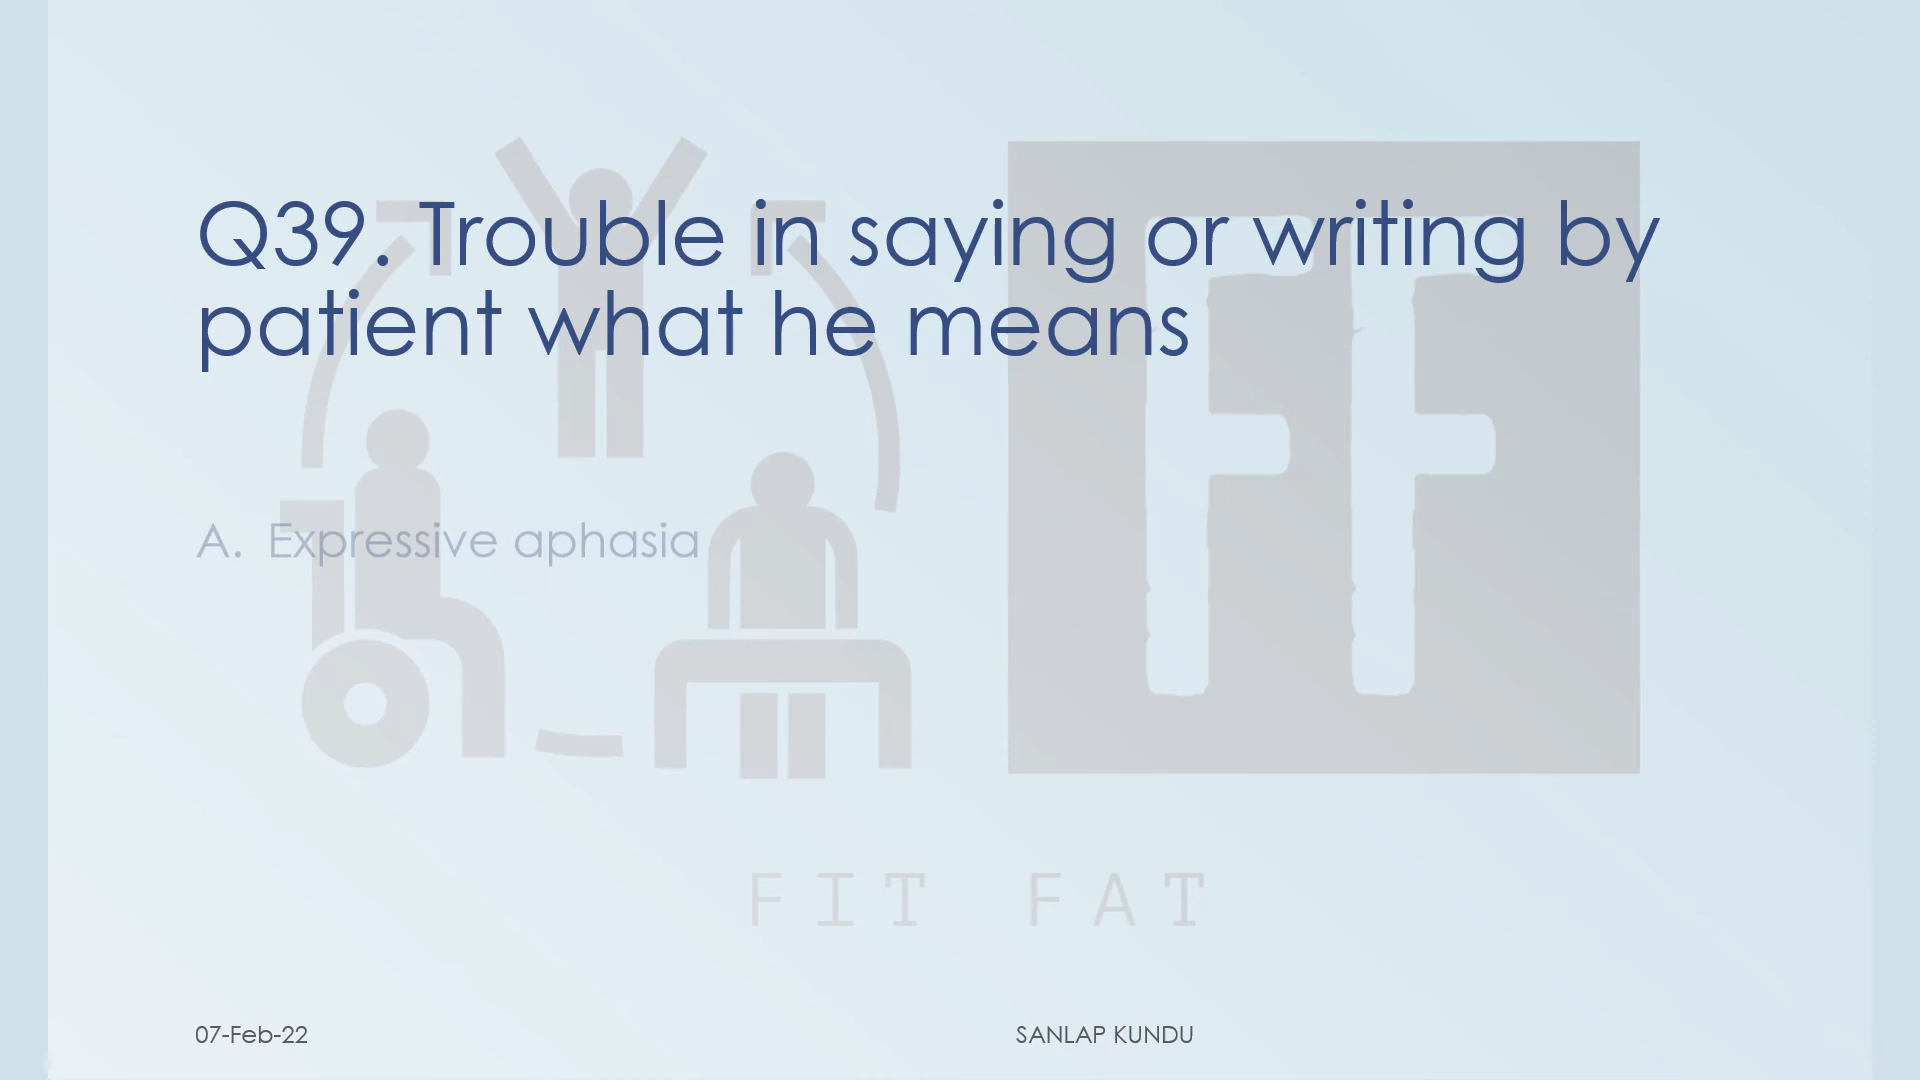 Q39. Trouble in saying or writing by
patient what he means
A. Expressive aphasia
FF
FIT FAT
07-Feb-22
SANLAP KUNDU